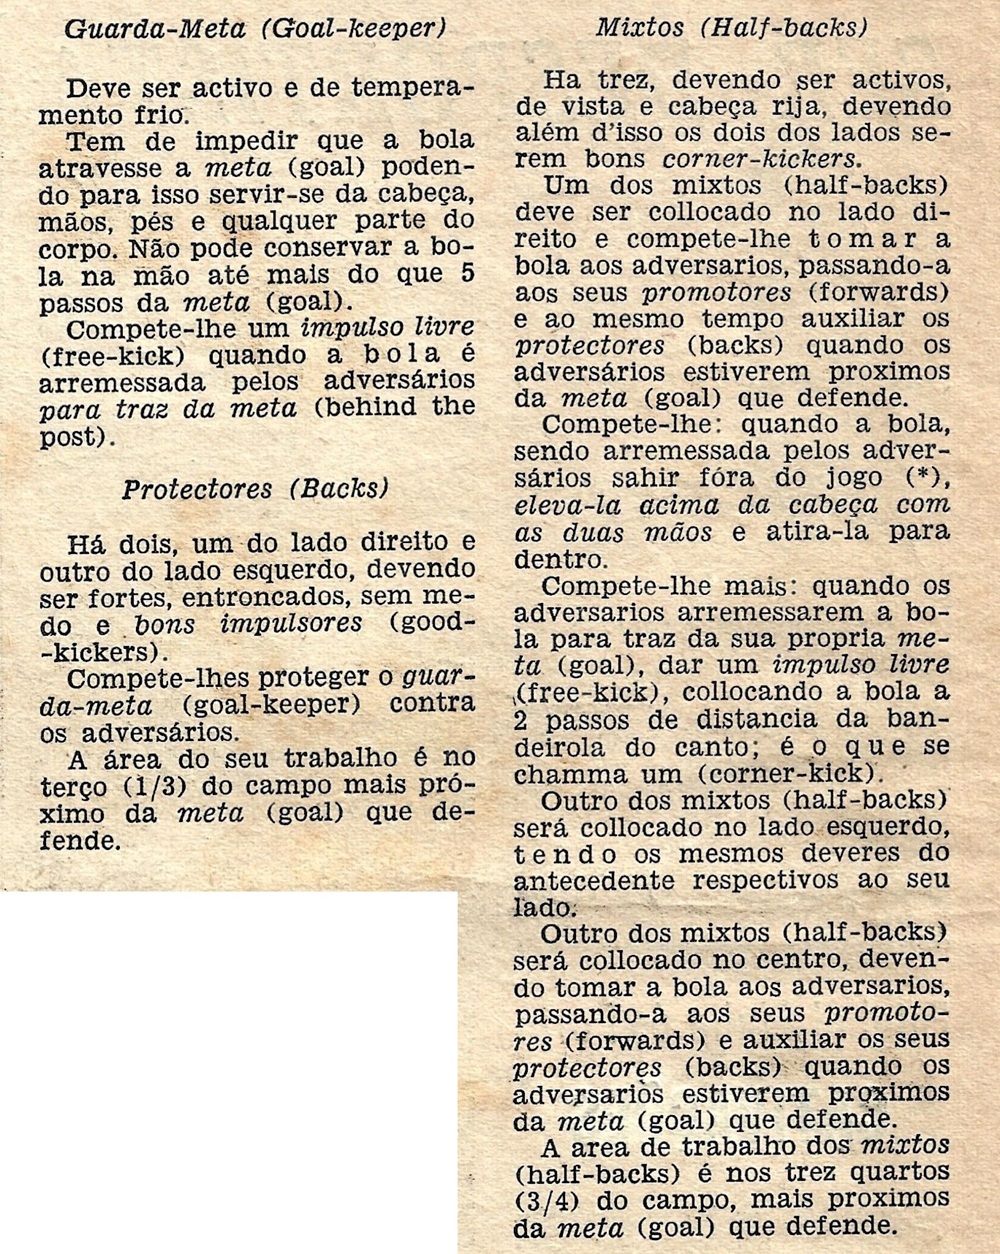 Guarda-Meta (Goal-keeper)
Deve ser activo e de tempera-
mento frio.
Tem de impedir que a bola
atravesse a meta (goal) poden-
do para isso servir-se da cabeça,
mãos, pés e qualquer parte do
corpo. Não pode conservar a bo-
la na mão até mais do que 5
passos da meta (goal).
Compete-lhe um impulso livre
(free-kick) quando a bola é
arremessada pelos adversários
para traz da meta (behind the
post).
Protectores (Backs)
Há dois, um do lado direito e
outro do lado esquerdo, devendo
ser fortes, entroncados, sem me-
do e bons impulsores (good-
-kickers).
Compete-lhes proteger o guar-
da-meta (goal-keeper) contra
os adversários.
A área do seu trabalho é no
terço (1/3) do campo mais pró-
ximo da meta (goal) que de-
fende.
Mixtos (Half-backs)
Ha trez, devendo ser activos,
de vista e cabeça rija, devendo
além d'isso os dois dos lados se-
rem bons corner-kickers.
Um dos mixtos (half-backs)
deve ser collocado no lado di-
reito e compete-lhe tomar a
bola aos adversarios, passando-a
aos seus promotores (forwards)
e ao mesmo tempo auxiliar os
protectores (backs) quando os
adversários estiverem proximos
da meta (goal) que defende.
Compete-lhe: quando a bola,
sendo arremessada pelos adver-
sários sahir fóra do jogo (*),
eleva-la acima da cabeça com
as duas mãos e atira-la para
dentro.
Compete-lhe mais: quando os
adversarios arremessarem a bo-
la para traz da sua propria me-
ta (goal), dar um impulso livre
(free-kick), collocando a bola a
2 passos de distancia da ban-
deirola do canto; é o que se
chamma um (corner-kick).
Outro dos mixtos (half-backs)
será collocado no lado esquerdo,
tendo os mesmos deveres do
antecedente respectivos ao seu
lado.
Outro dos mixtos (half-backs)
será collocado no centro, deven-
do tomar a bola aos adversarios,
passando-a aos seus promoto-
res (forwards) e auxiliar os seus
protectores (backs) quando os
adversarios estiverem proximos
da meta (goal) que defende.
A area de trabalho dos mixtos
(half-backs) é nos trez quartos
(3/4) do campo, mais proximos
da meta (goal) que defende.